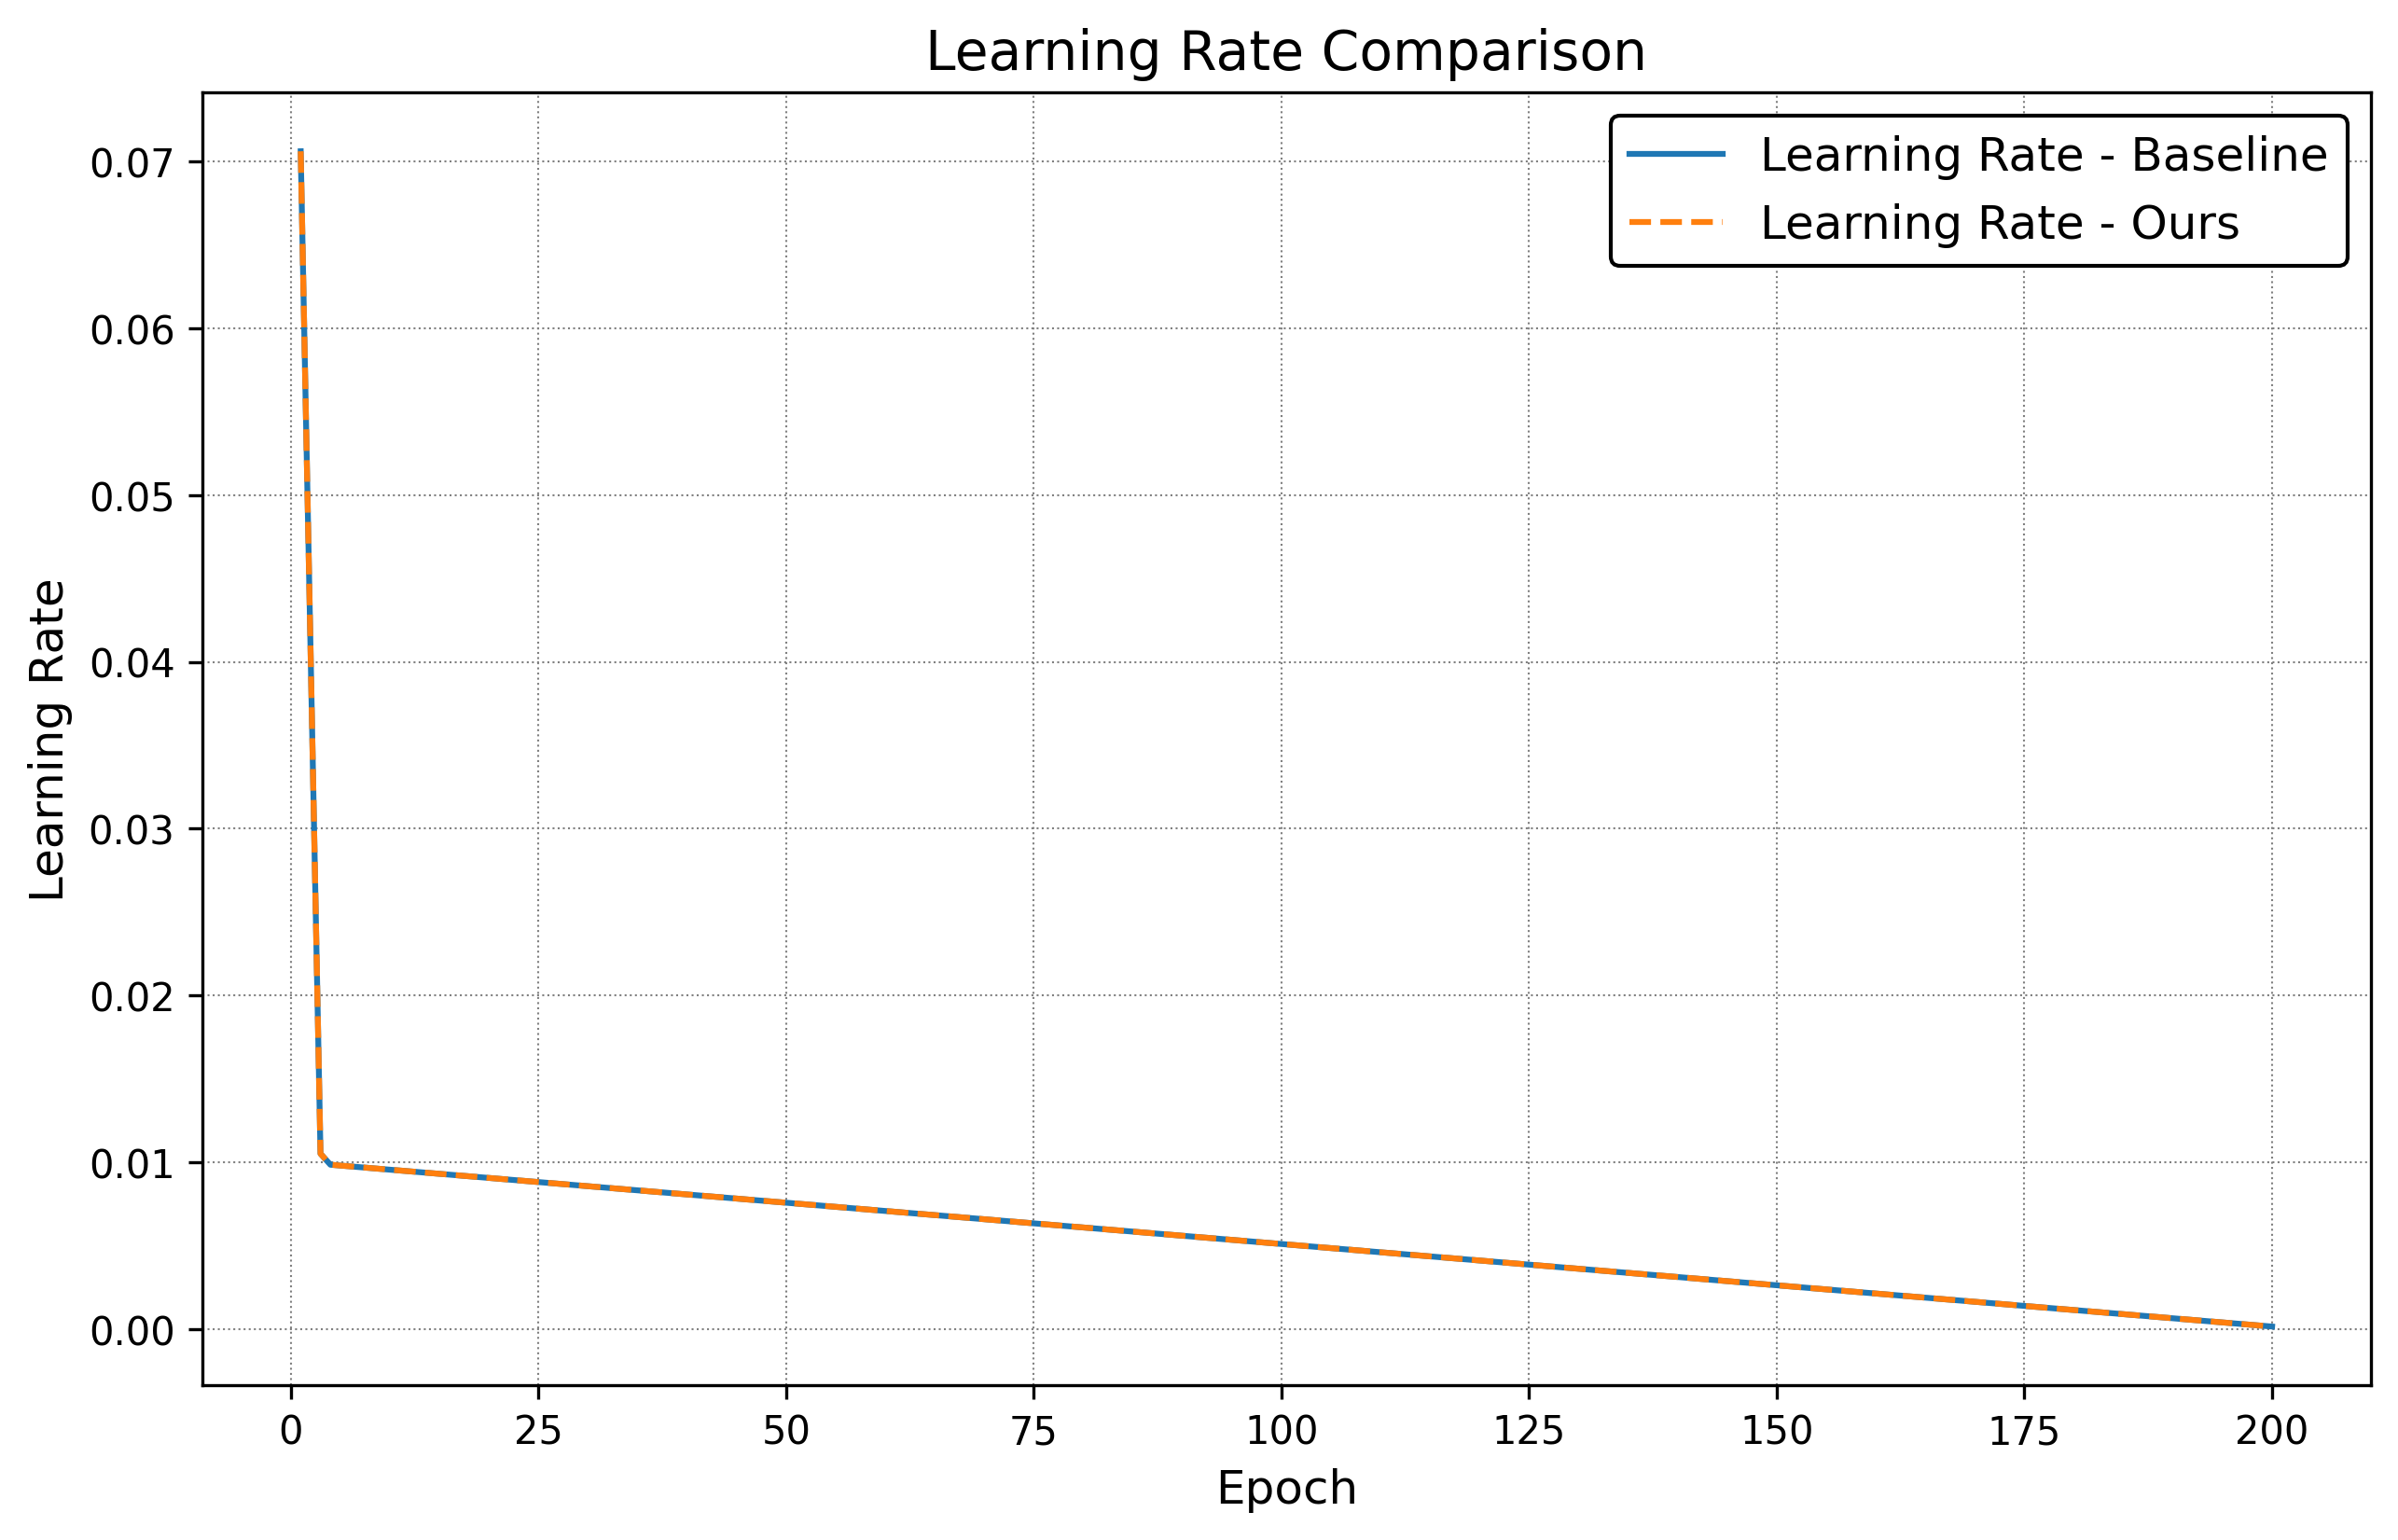 Learning Rate Comparison
Learning Rate - Baseline
Learning Rate - Ours
Learning Rate
0.07
0.06
0.05
0.04
0.03
0.02
0.01
0.00
0 25 50 75 100 125 150 175 200
Epoch